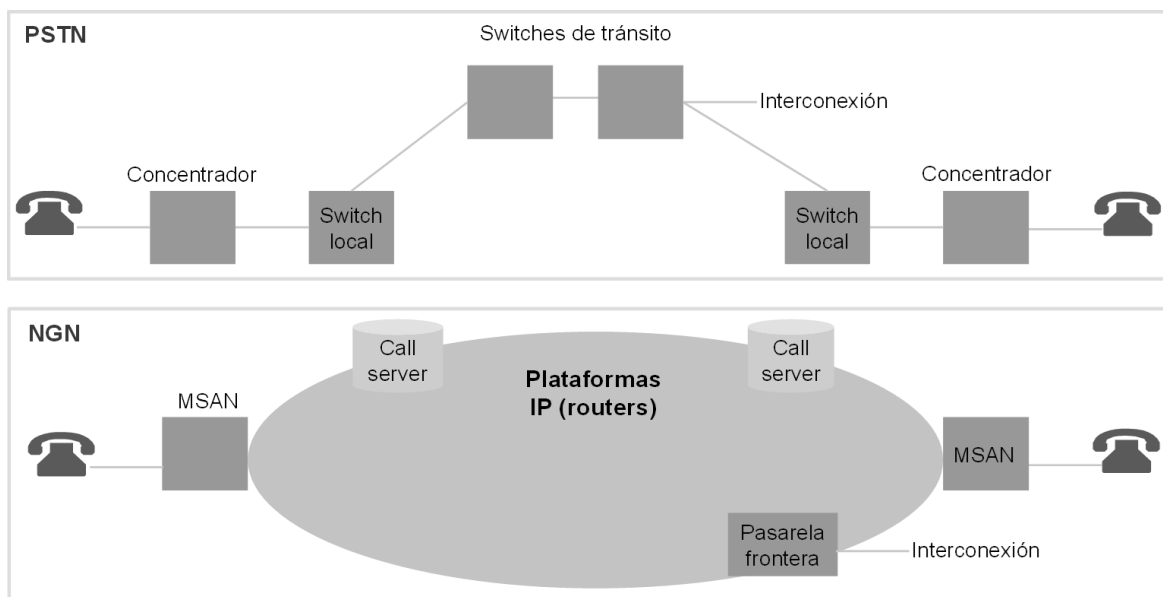 PSTN
Switches de tránsito
Interconexión
Concentrador
Concentrador
Switch
local
Switch
local
NGN
Call
server
Call
server
Plataformas
IP (routers)
MSAN
MSAN
Pasarela
frontera
Interconexión